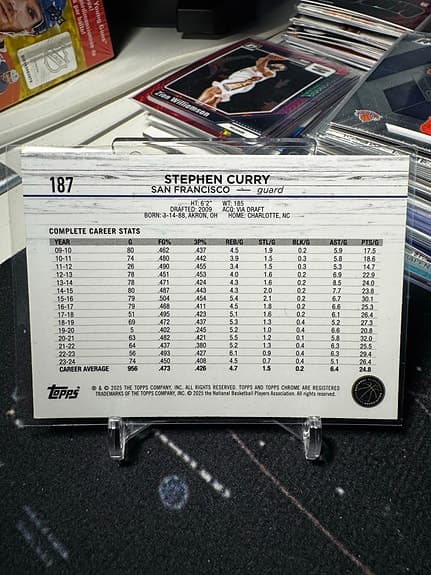 Young Guns
Zion Williamson
187
STEPHEN CURRY
SAN FRANCISCO — guard
HT: 6'2" WT: 185
DRAFTED: 2009 ACQ: VIA DRAFT
BORN: 3-14-88, AKRON, OH HOME: CHARLOTTE, NC
COMPLETE CAREER STATS
YEAR G FG% 3P% REB/G STL/G BLK/G AST/G PTS/G
09-10 80 .462 .437 4.5 1.9 0.2 5.9 17.5
10-11 74 .480 .442 3.9 1.5 0.3 5.8 18.6
11-12 26 .490 .455 3.4 1.5 0.3 5.3 14.7
12-13 78 .451 .453 4.0 1.6 0.2 6.9 22.9
13-14 78 .471 .424 4.3 1.6 0.2 8.5 24.0
14-15 80 .487 .443 4.3 2.0 0.2 7.7 23.8
15-16 79 .504 .454 5.4 2.1 0.2 6.7 30.1
16-17 79 .468 .411 4.5 1.8 0.2 6.6 25.3
17-18 51 .495 .423 5.1 1.6 0.2 6.1 26.4
18-19 69 .472 .437 5.3 1.3 0.4 5.2 27.3
19-20 5 .402 .245 5.2 1.0 0.4 6.6 20.8
20-21 63 .482 .421 5.5 1.2 0.1 5.8 32.0
21-22 64 .437 .380 5.2 1.3 0.4 6.3 25.5
22-23 56 .493 .427 6.1 0.9 0.4 6.3 29.4
23-24 74 .450 .408 4.5 0.7 0.4 5.1 26.4
CAREER AVERAGE 956 .473 .426 4.7 1.5 0.2 6.4 24.8
Topps
® & © 2025 THE TOPPS COMPANY, INC. ALL RIGHTS RESERVED. TOPPS AND TOPPS CHROME ARE REGISTERED
TRADEMARKS OF THE TOPPS COMPANY, INC. © 2025 the National Basketball Players Association. All rights reserved.